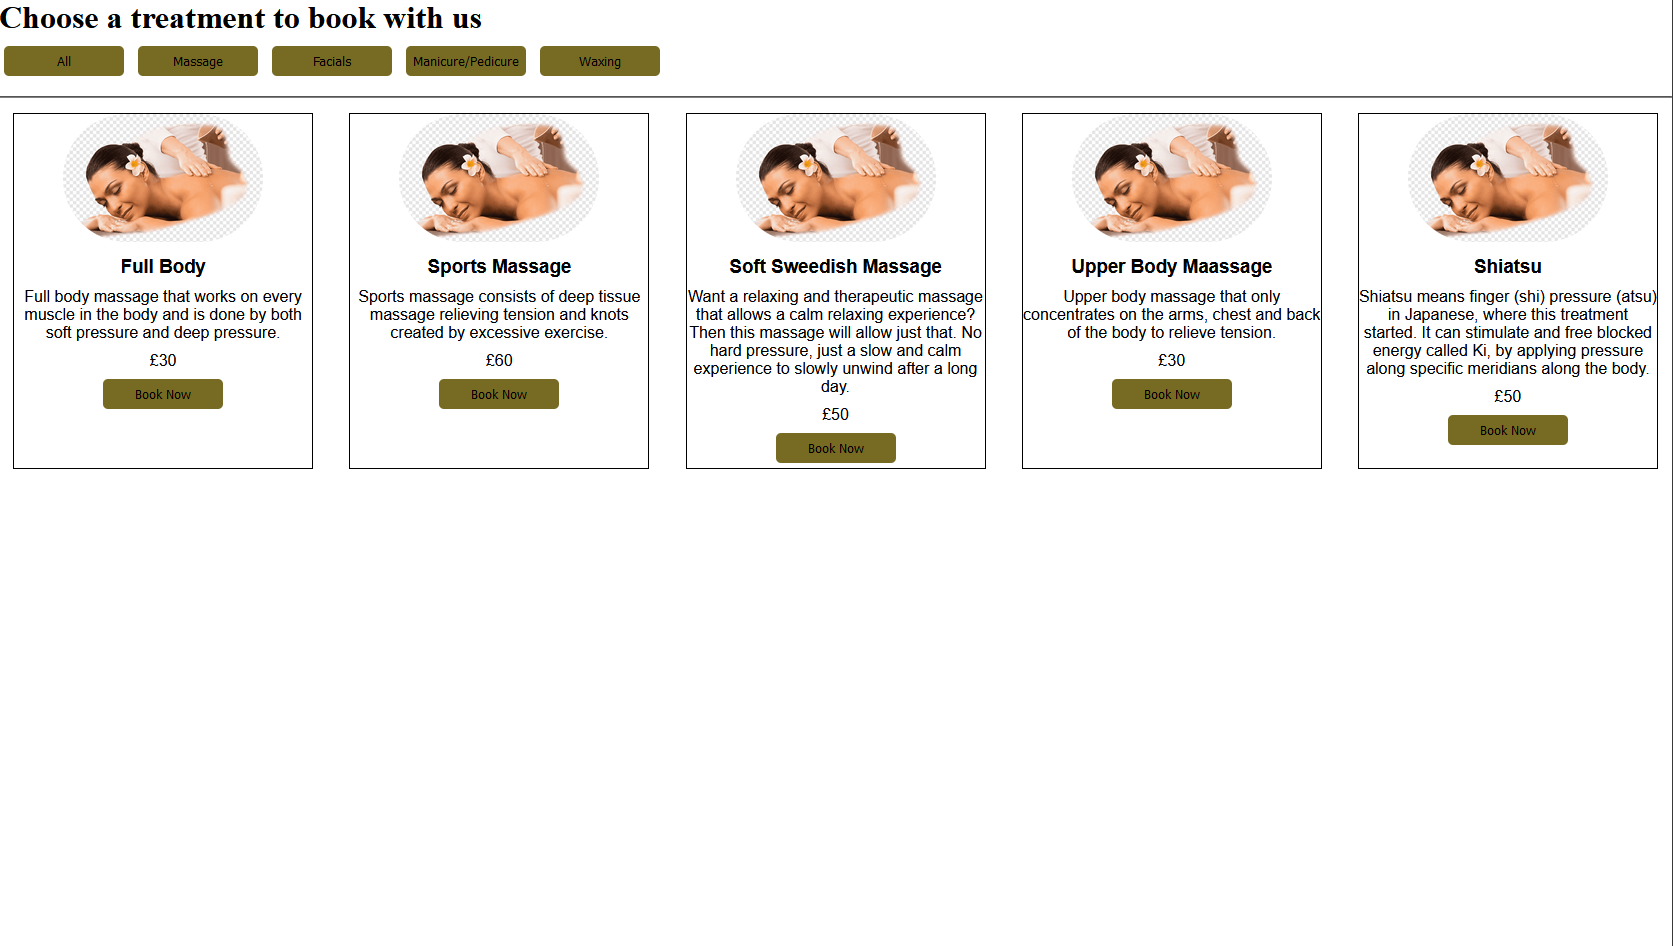 Choose a treatment to book with us
All
Massage
Facials
Manicure/Pedicure
Waxing
Full Body
Full body massage that works on every
muscle in the body and is done by both
soft pressure and deep pressure.
£30
Book Now
Sports Massage
Sports massage consists of deep tissue
massage relieving tension and knots
created by excessive exercise.
£60
Book Now
Soft Sweedish Massage
Want a relaxing and therapeutic massage
that allows a calm relaxing experience?
Then this massage will allow just that. No
hard pressure, just a slow and calm
experience to slowly unwind after a long
day.
£50
Book Now
Upper Body Maassage
Upper body massage that only
concentrates on the arms, chest and back
of the body to relieve tension.
£30
Book Now
Shiatsu
Shiatsu means finger (shi) pressure (atsu)
in Japanese, where this treatment
started. It can stimulate and free blocked
energy called Ki, by applying pressure
along specific meridians along the body.
£50
Book Now